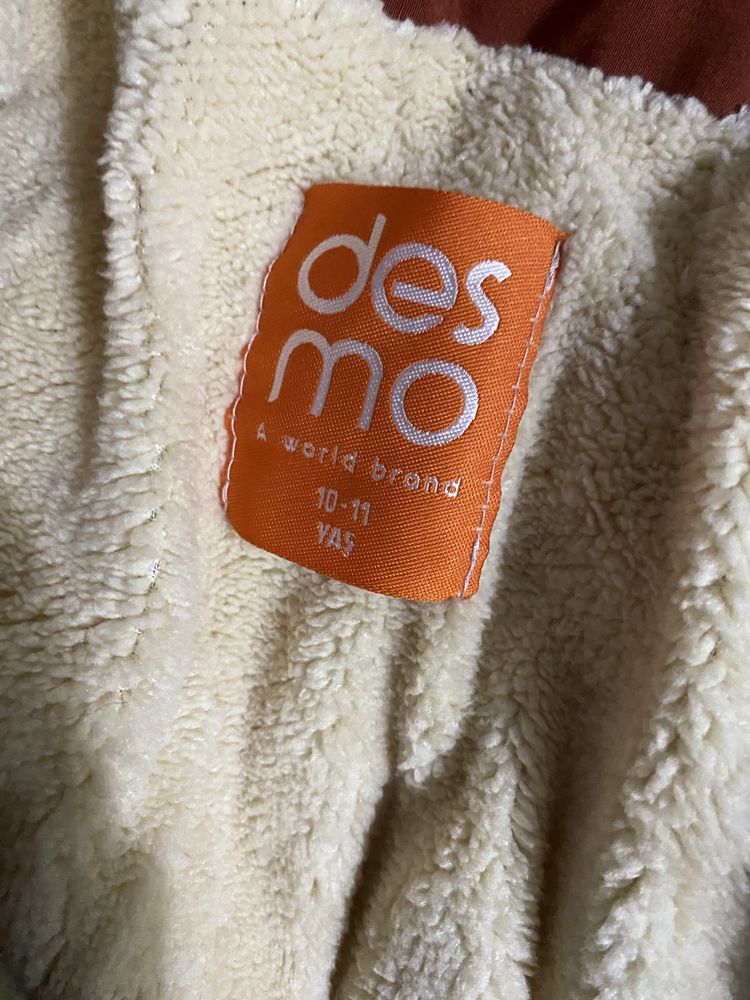 des
mo
A world brand
10-11
YAŞ